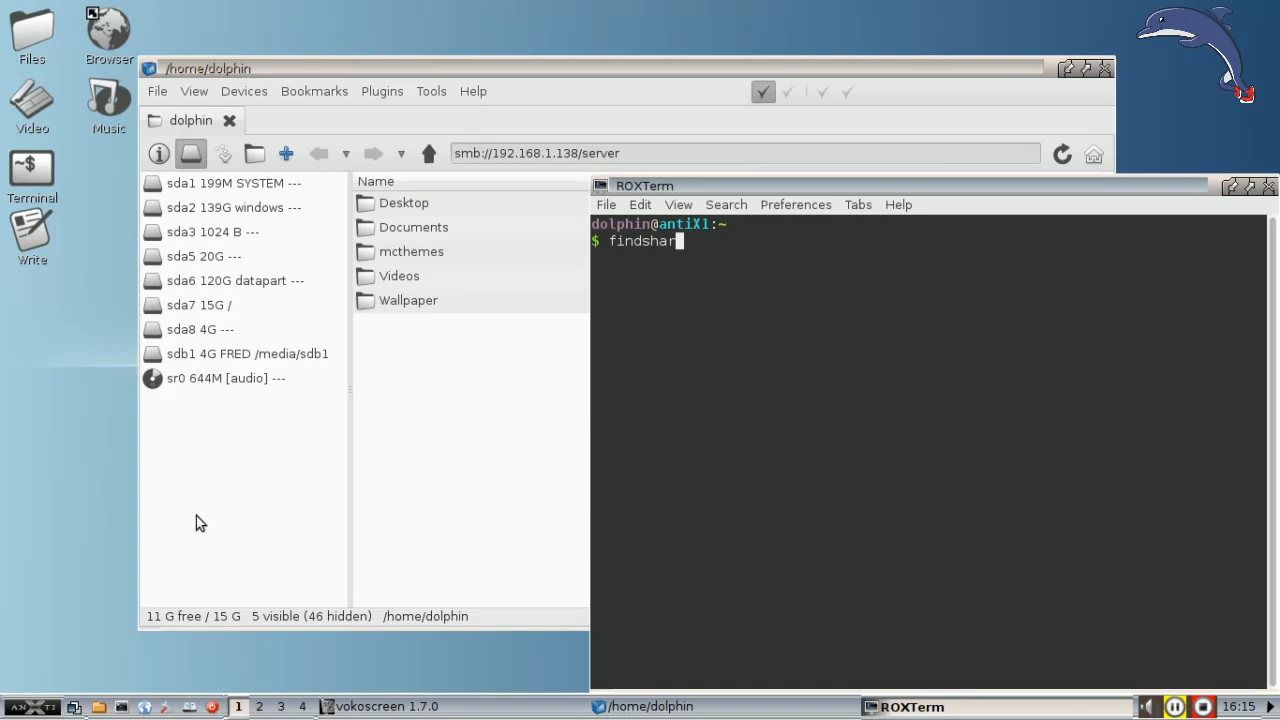 Files
Browser
Video
Music
~$
Terminal
Write
/home/dolphin
File View Devices Bookmarks Plugins Tools Help
dolphin
smb://192.168.1.138/server
sda1 199M SYSTEM ---
sda2 139G windows ---
sda3 1024 B ---
sda5 20G ---
sda6 120G datapart ---
sda7 15G /
sda8 4G ---
sdb1 4G FRED /media/sdb1
sr0 644M [audio] ---
Name
Desktop
Documents
mcthemes
Videos
Wallpaper
11 G free / 15 G 5 visible (46 hidden) /home/dolphin
ROXTerm
File Edit View Search Preferences Tabs Help
dolphin@antiX1:~
$ findshar
ANXTI 1 2 3 4 vokoscreen 1.7.0 /home/dolphin ROXTerm 16:15